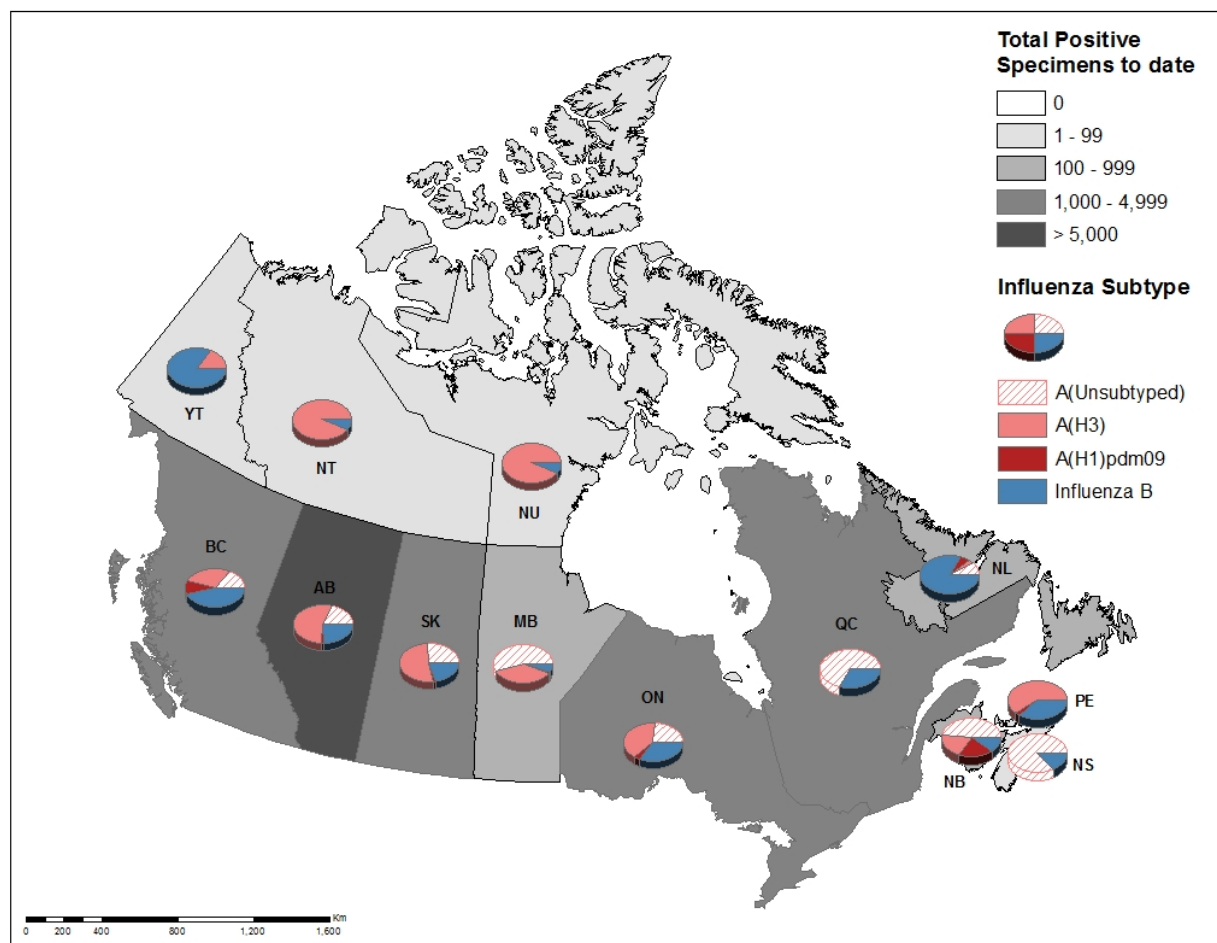 Total Positive
Specimens to date
0
1 - 99
100 - 999
1,000 - 4,999
> 5,000
Influenza Subtype
A(Unsubtyped)
A(H3)
A(H1)pdm09
Influenza B
YT
NT
NU
BC
AB
SK
MB
ON
QC
NL
PE
NB
NS
Km
0 200 400 800 1,200 1,600